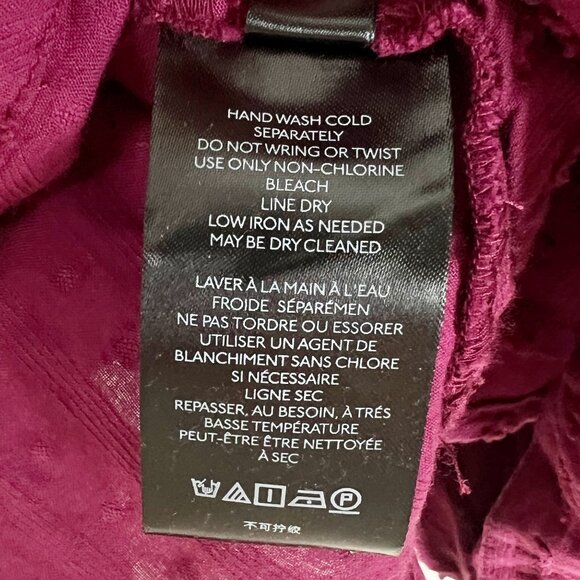 HAND WASH COLD
SEPARATELY
DO NOT WRING OR TWIST
USE ONLY NON-CHLORINE
BLEACH
LINE DRY
LOW IRON AS NEEDED
MAY BE DRY CLEANED
LAVER À LA MAIN À L'EAU
FROIDE SÉPARÉMEN
NE PAS TORDRE OU ESSORER
UTILISER UN AGENT DE
BLANCHIMENT SANS CHLORE
SI NÉCESSAIRE
LIGNE SEC
REPASSER, AU BESOIN, À TRÉS
BASSE TEMPÉRATURE
PEUT-ÊTRE ÊTRE NETTOYÉE
À SEC
P
不可拧绞